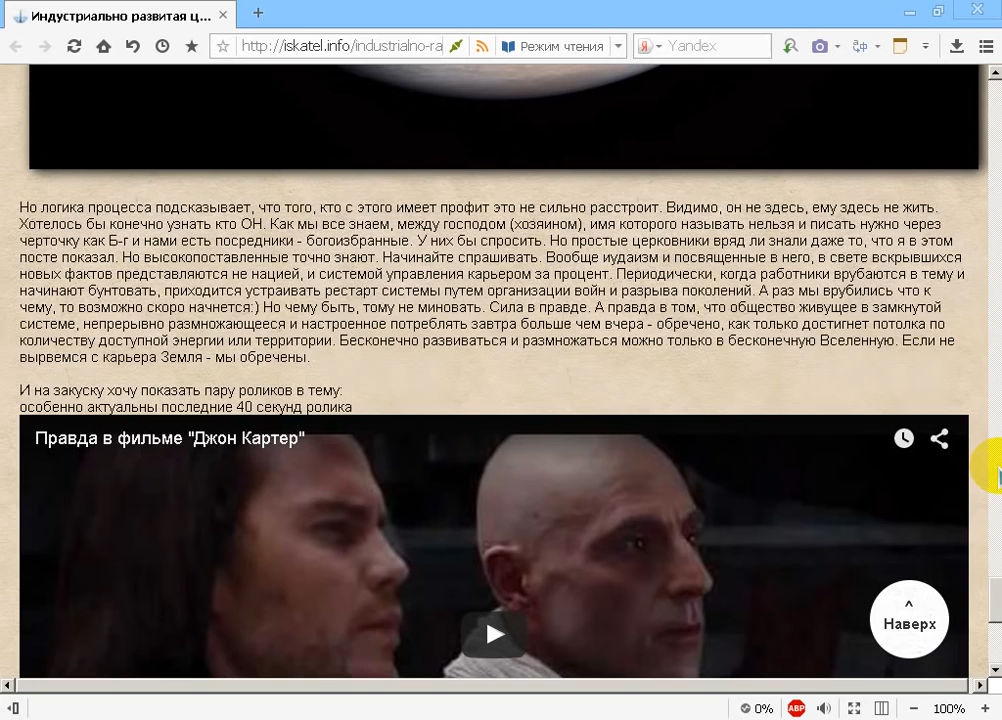 Индустриально развитая ц...
http://iskatel.info/industrialno-ra
Режим чтения
Я
Yandex
Но логика процесса подсказывает, что того, кто с этого имеет профит это не сильно расстроит. Видимо, он не здесь, ему здесь не жить.
Хотелось бы конечно узнать кто ОН. Как мы все знаем, между господом (хозяином), имя которого называть нельзя и писать нужно через
черточку как Б-г и нами есть посредники - богоизбранные. У них бы спросить. Но простые церковники вряд ли знали даже то, что я в этом
посте показал. Но высокопоставленные точно знают. Начинайте спрашивать. Вообще иудаизм и посвященные в него, в свете вскрывшихся
новых фактов представляются не нацией, и системой управления карьером за процент. Периодически, когда работники врубаются в тему и
начинают бунтовать, приходится устраивать рестарт системы путем организации войн и разрыва поколений. А раз мы врубились что к
чему, то возможно скоро начнется:) Но чему быть, тому не миновать. Сила в правде. А правда в том, что общество живущее в замкнутой
системе, непрерывно размножающееся и настроенное потреблять завтра больше чем вчера - обречено, как только достигнет потолка по
количеству доступной энергии или территории. Бесконечно развиваться и размножаться можно только в бесконечную Вселенную. Если не
вырвемся с карьера Земля - мы обречены.
И на закуску хочу показать пару роликов в тему:
особенно актуальны последние 40 секунд ролика
Правда в фильме "Джон Картер"
^
Наверх
0%
ABP
100%